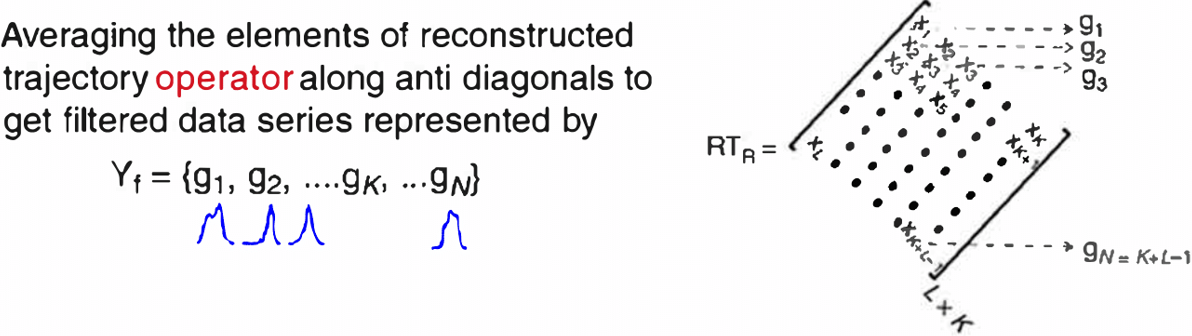 Averaging the elements of reconstructed
trajectory operator along anti diagonals to
get filtered data series represented by
Y_f = {g_1, g_2, ....g_K, ...g_N}
RT_R =
x_1
x_2 x_2
x_3 x_3 x_3
x_4 x_4
x_5
x_L
x_K
x_{K+1}
x_{K+L-1}
L × K
g_1
g_2
g_3
g_{N = K+L-1}